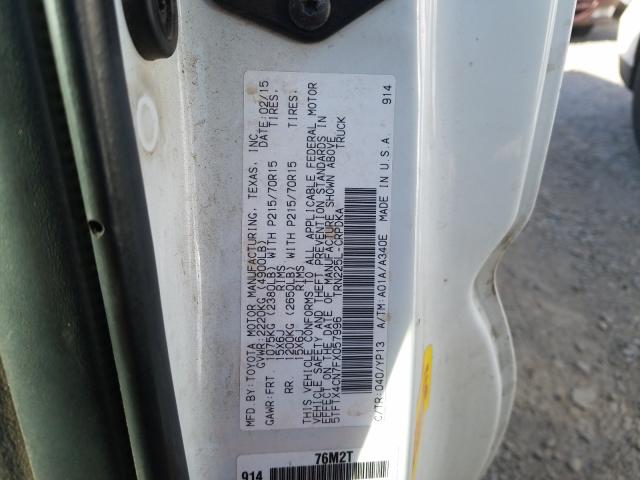 MFD BY:TOYOTA MOTOR MANUFACTURING, TEXAS, INC.
GVWR:2220KG (4900LB) DATE:02/15
GAWR:FRT 1075KG (2380LB) WITH P215/70R15 TIRES,
15X6J RIMS
RR 1200KG (2650LB) WITH P215/70R15 TIRES,
15X6J RIMS
THIS VEHICLE CONFORMS TO ALL APPLICABLE FEDERAL MOTOR
VEHICLE SAFETY AND THEFT PREVENTION STANDARDS IN
EFFECT ON THE DATE OF MANUFACTURE SHOWN ABOVE
5TFTX4CN7FX057996 TRN225L-CRPDKA TRUCK
C/TR:040/YP13 A/TM:A01A/A340E MADE IN U.S.A. 914
914 76M2T